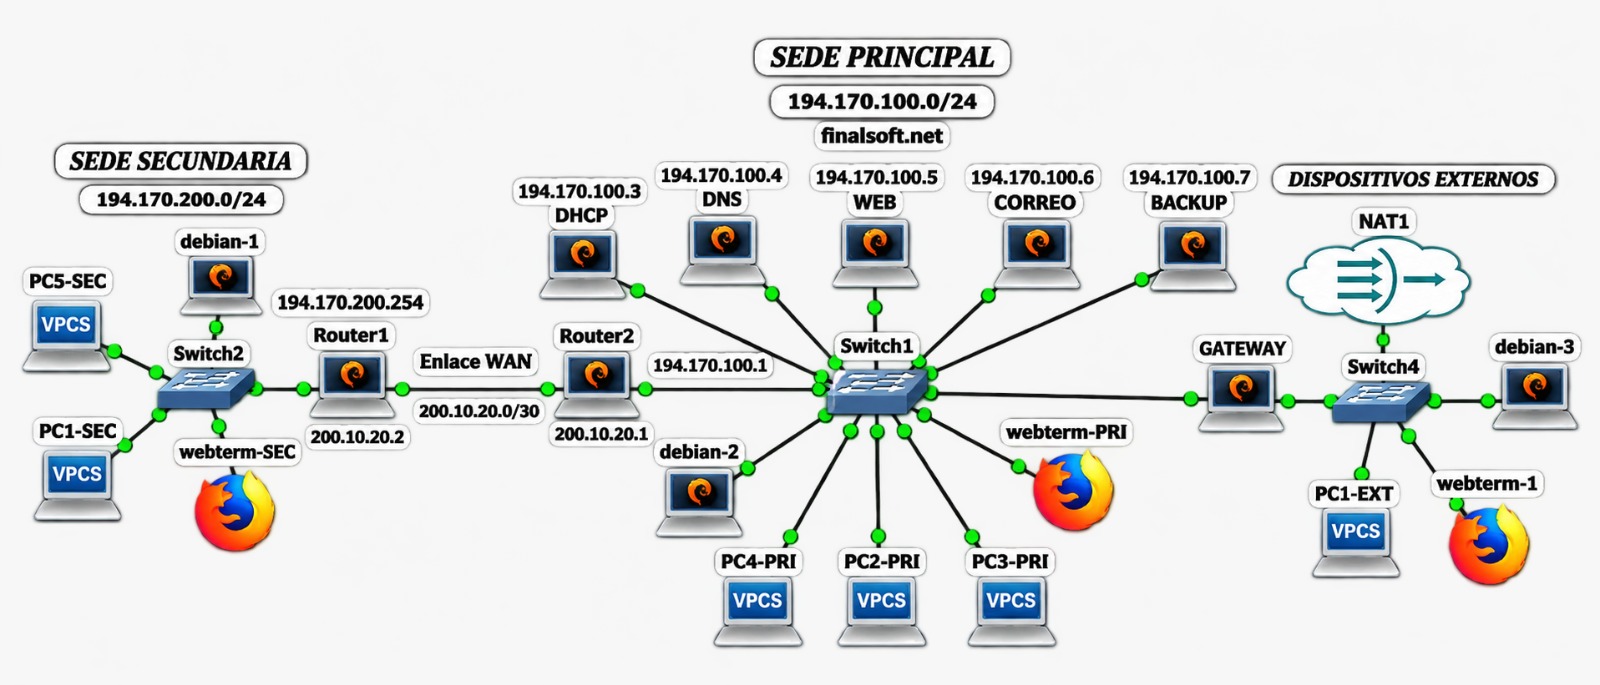 SEDE PRINCIPAL
194.170.100.0/24
finalsoft.net
SEDE SECUNDARIA
194.170.200.0/24
debian-1
PC5-SEC
VPCS
Switch2
PC1-SEC
VPCS
webterm-SEC
194.170.200.254
Router1
200.10.20.2
Enlace WAN
200.10.20.0/30
Router2
200.10.20.1
194.170.100.1
194.170.100.3
DHCP
194.170.100.4
DNS
194.170.100.5
WEB
194.170.100.6
CORREO
194.170.100.7
BACKUP
Switch1
debian-2
PC4-PRI
VPCS
PC2-PRI
VPCS
PC3-PRI
VPCS
webterm-PRI
DISPOSITIVOS EXTERNOS
NAT1
GATEWAY
Switch4
debian-3
PC1-EXT
VPCS
webterm-1